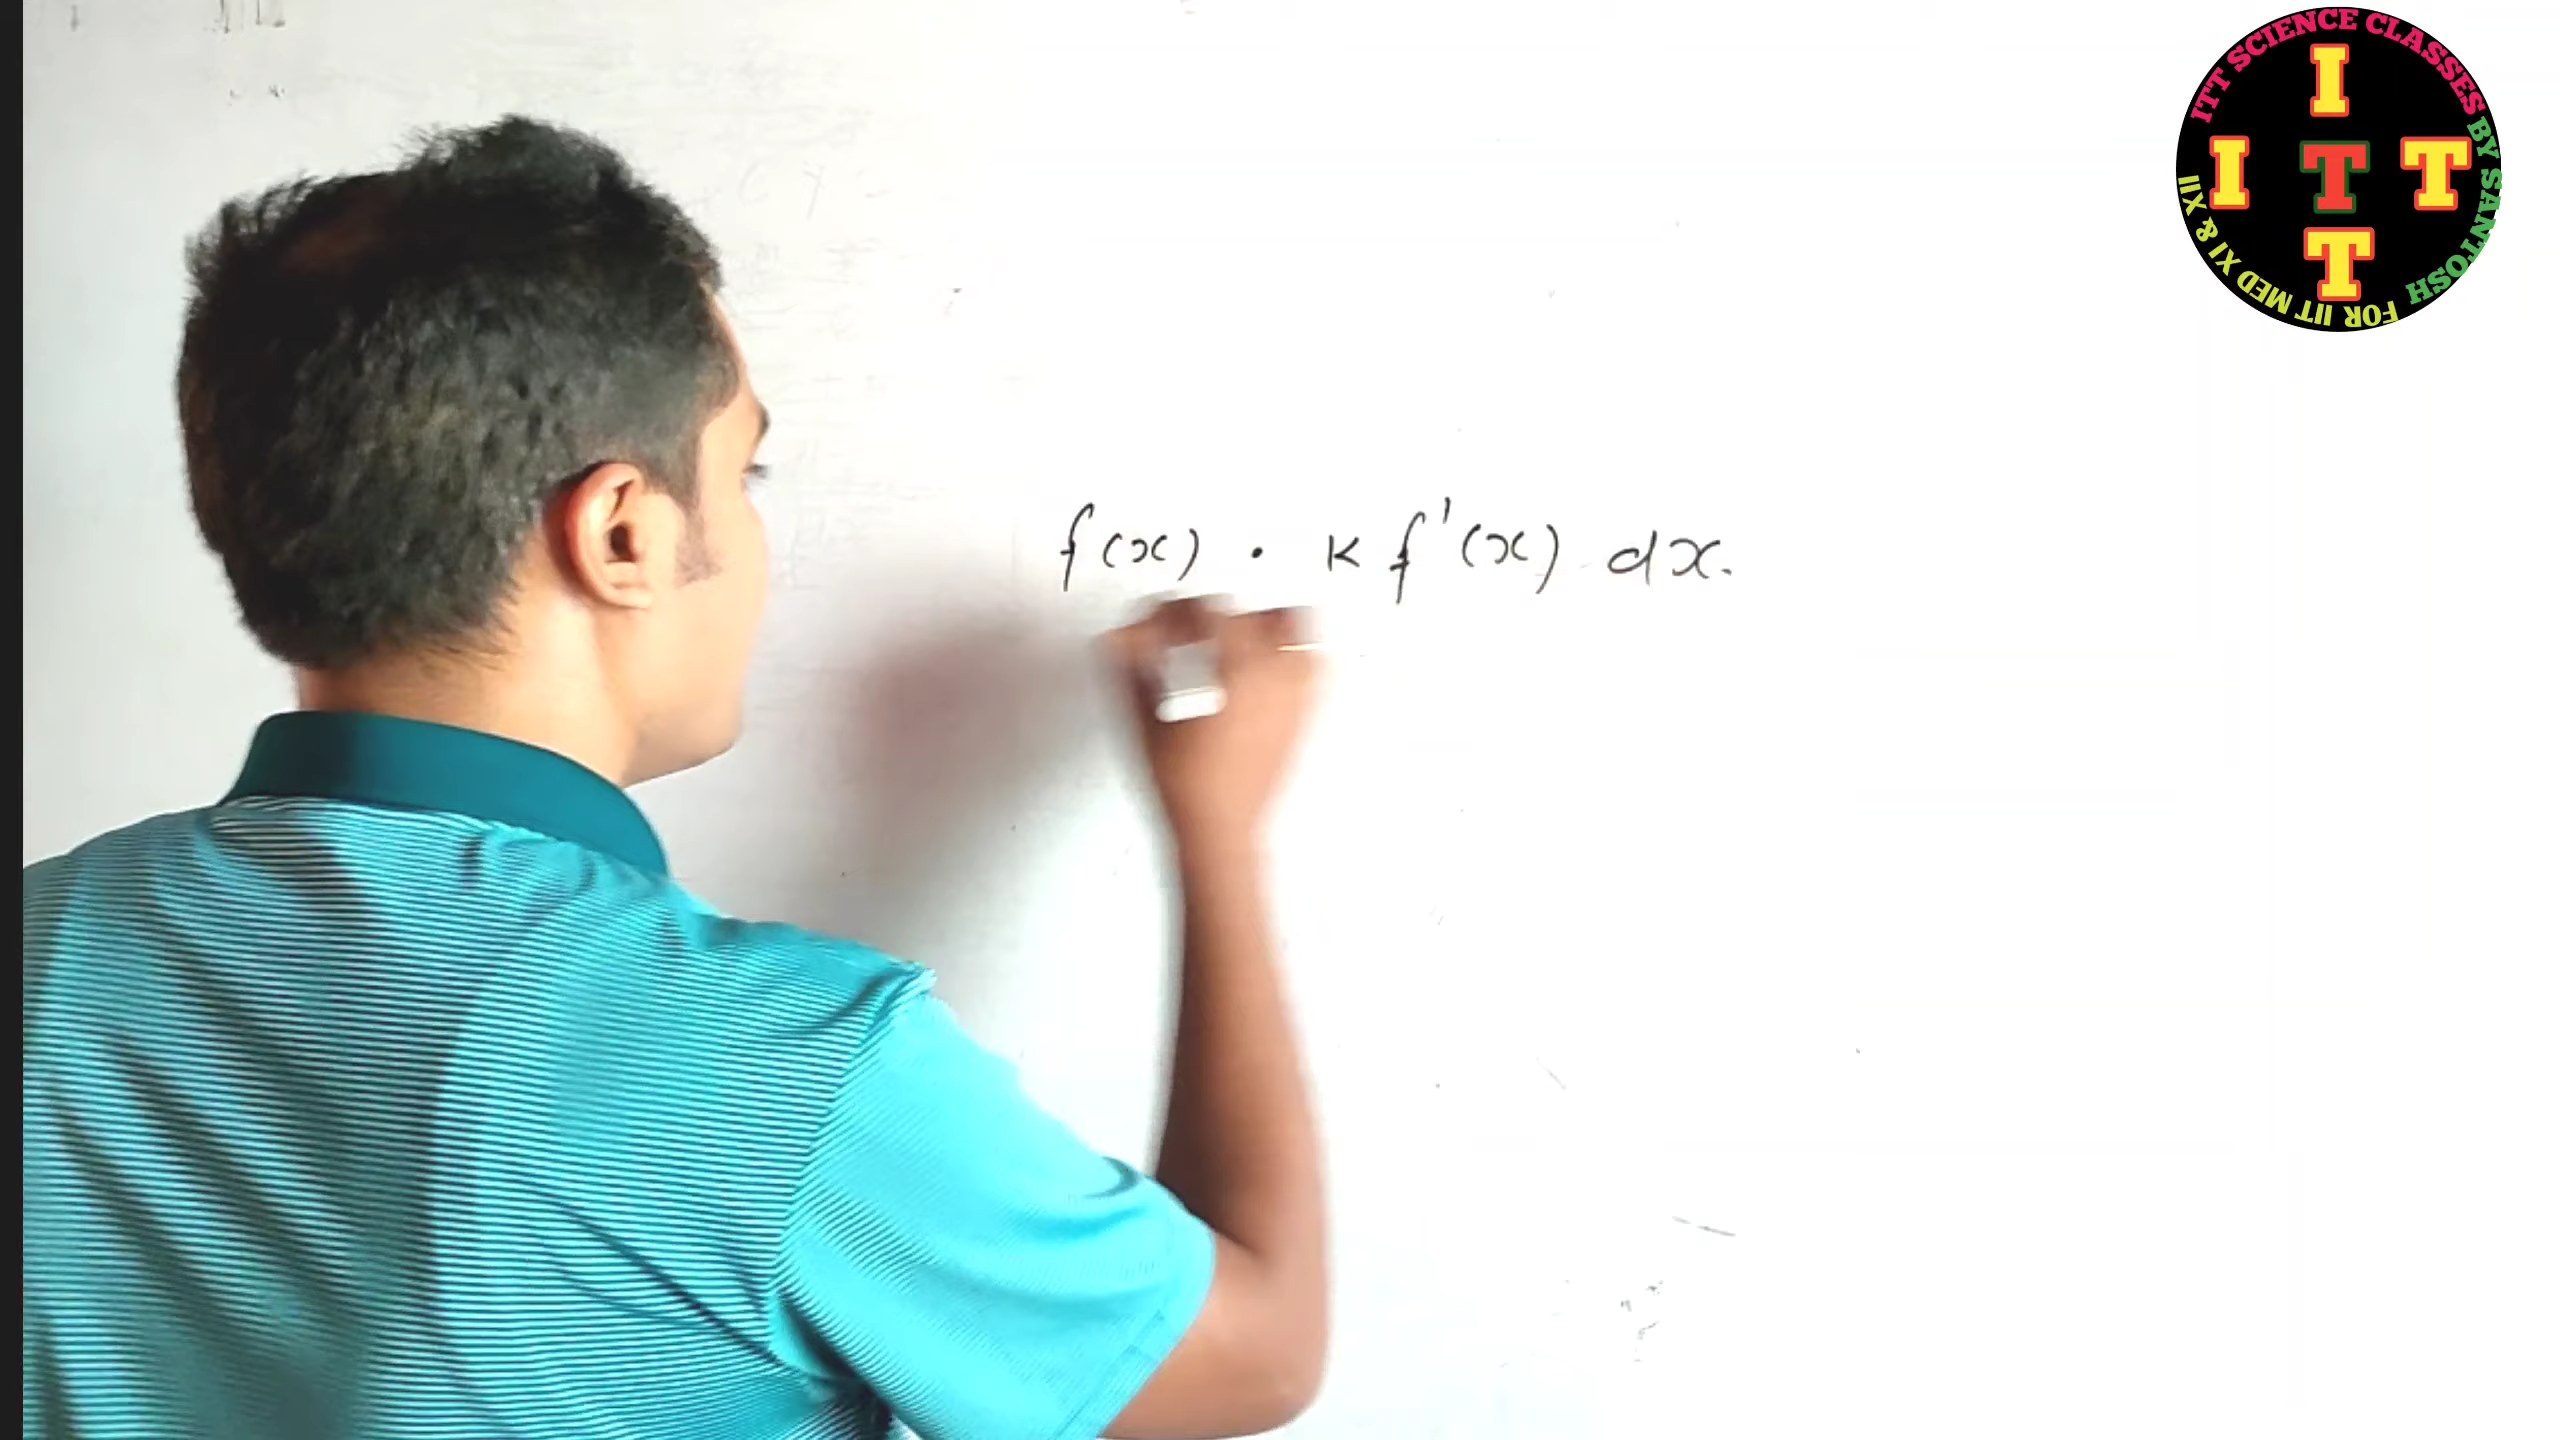 f(x) · K f'(x) dx.
ITT SCIENCE CLASSES BY SANTOSH
FOR IIT MED XI & XII
I
I T T
T